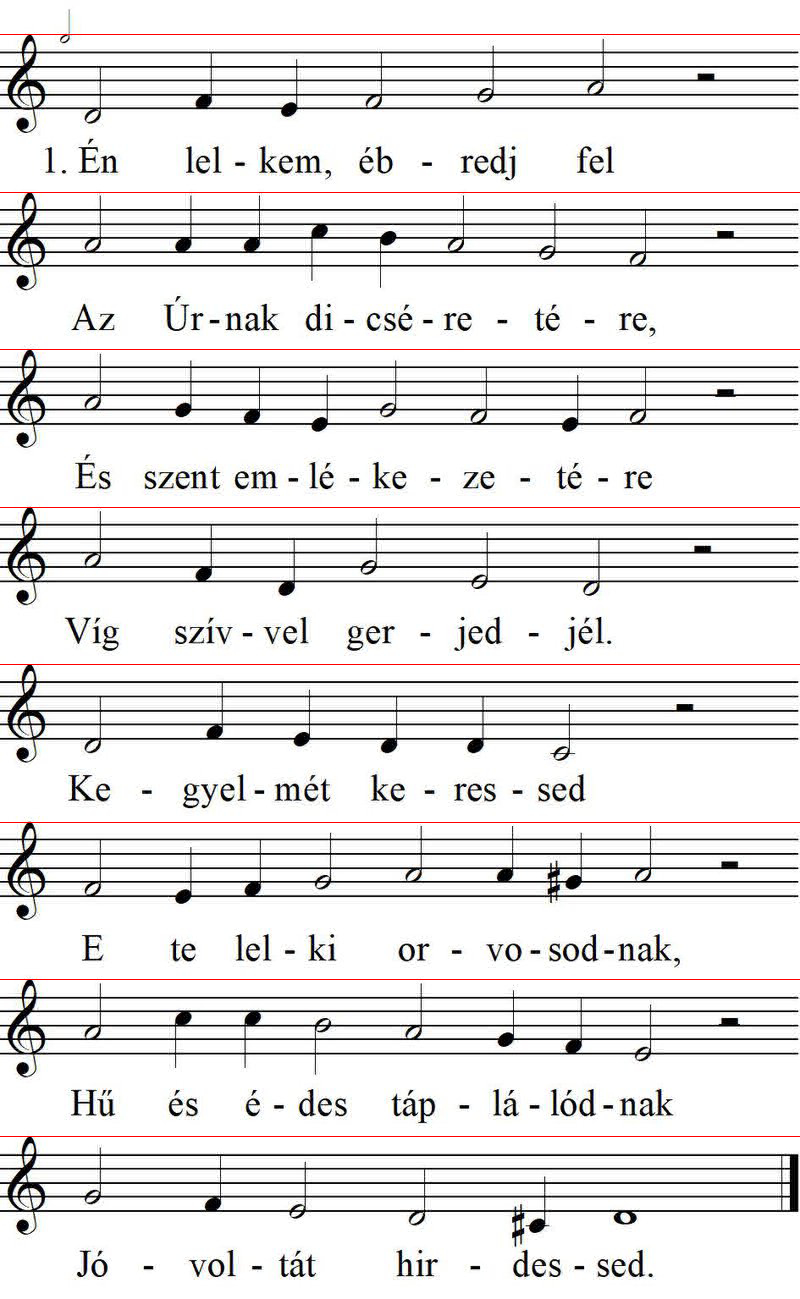 1. Én lel - kem, éb - redj fel
Az Úr - nak di - csé - re - té - re,
És szent em - lé - ke - ze - té - re
Víg szív - vel ger - jed - jél.
Ke - gyel - mét ke - res - sed
E te lel - ki or - vo - sod - nak,
Hű és é - des táp - lá - lód - nak
Jó - vol - tát hir - des - sed.